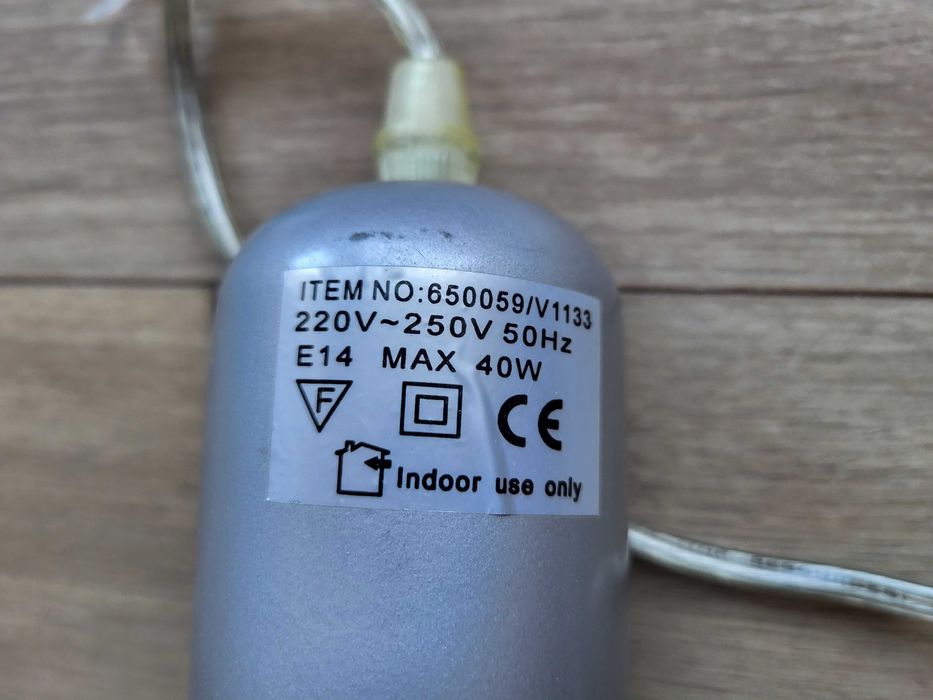 ITEM NO:650059/V1133
220V~250V 50Hz
E14 MAX 40W
F
CE
Indoor use only